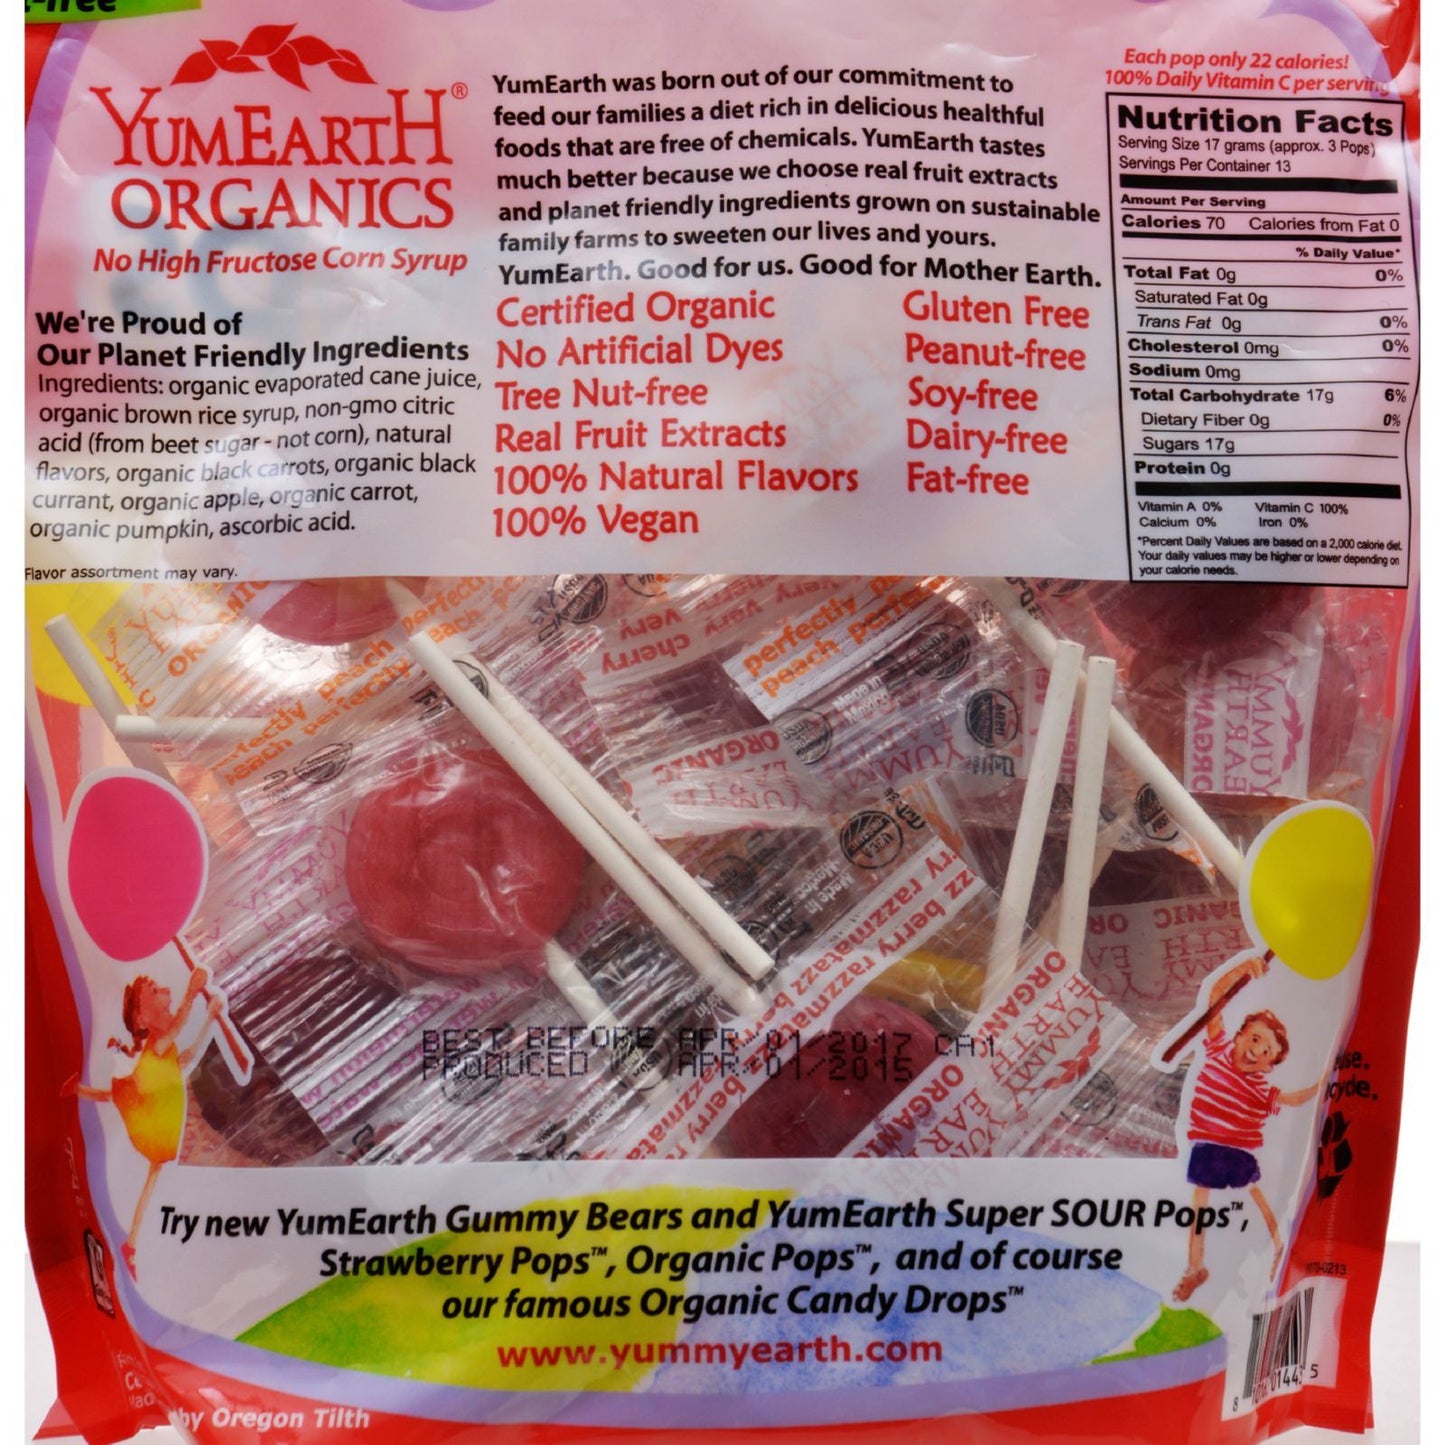 -free
YUMEARTH®
ORGANICS
No High Fructose Corn Syrup
We're Proud of
Our Planet Friendly Ingredients
Ingredients: organic evaporated cane juice,
organic brown rice syrup, non-gmo citric
acid (from beet sugar - not corn), natural
flavors, organic black carrots, organic black
currant, organic apple, organic carrot,
organic pumpkin, ascorbic acid.
Flavor assortment may vary.
YumEarth was born out of our commitment to
feed our families a diet rich in delicious healthful
foods that are free of chemicals. YumEarth tastes
much better because we choose real fruit extracts
and planet friendly ingredients grown on sustainable
family farms to sweeten our lives and yours.
YumEarth. Good for us. Good for Mother Earth.
Certified Organic
No Artificial Dyes
Tree Nut-free
Real Fruit Extracts
100% Natural Flavors
100% Vegan
Gluten Free
Peanut-free
Soy-free
Dairy-free
Fat-free
Each pop only 22 calories!
100% Daily Vitamin C per serving
Nutrition Facts
Serving Size 17 grams (approx. 3 Pops)
Servings Per Container 13
Amount Per Serving
Calories 70 Calories from Fat 0
% Daily Value*
Total Fat 0g 0%
Saturated Fat 0g
Trans Fat 0g 0%
Cholesterol 0mg 0%
Sodium 0mg
Total Carbohydrate 17g 6%
Dietary Fiber 0g 0%
Sugars 17g
Protein 0g
Vitamin A 0% Vitamin C 100%
Calcium 0% Iron 0%
*Percent Daily Values are based on a 2,000 calorie diet.
Your daily values may be higher or lower depending on
your calorie needs.
perfectly
peach
perfectly
peach
very cherry
YUMMY
EARTH
ORGANIC
razzmatazz berry
Made in
Mexico
BEST BEFORE APR 01 2017 CA1
PRODUCED APR 01 2015
Try new YumEarth Gummy Bears and YumEarth Super SOUR Pops™,
Strawberry Pops™, Organic Pops™, and of course
our famous Organic Candy Drops™
www.yummyearth.com
by Oregon Tilth